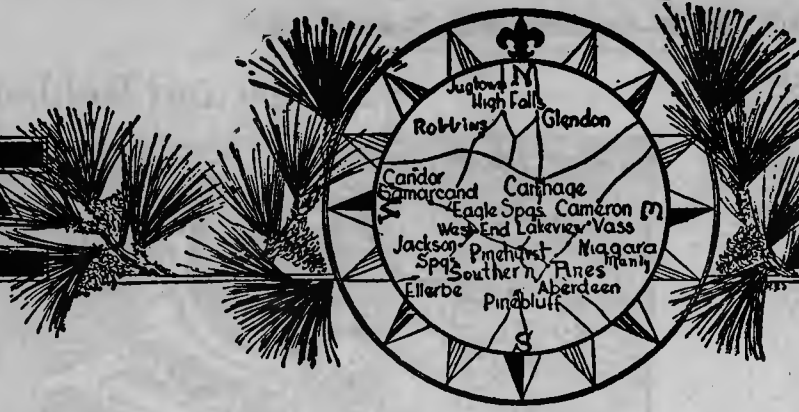 N
Jugtown
High Falls
Robbins Glendon
Candor
Samarcand Carthage
W Eagle Spgs Cameron E
West End Lakeview Vass
Jackson Spgs Pinehurst Niagara
Manly
Southern Pines
Ellerbe Aberdeen
Pinebluff
S